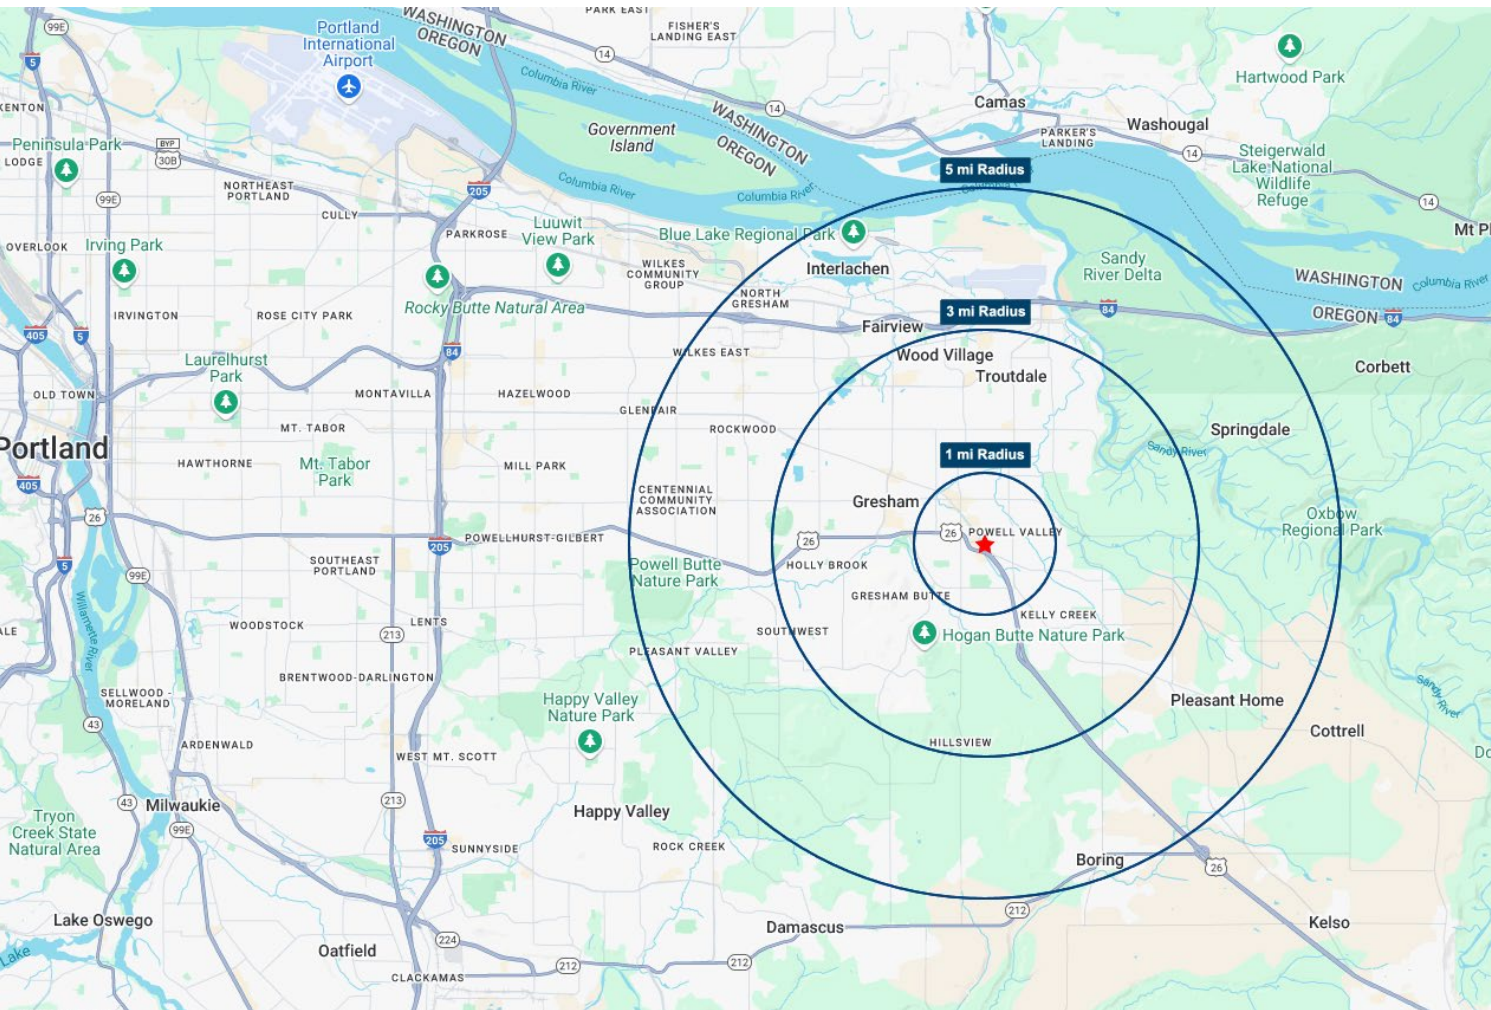 PARK EAST
WASHINGTON
OREGON
FISHER'S
LANDING EAST
99E
5
Portland
International
Airport
14
Hartwood Park
Columbia River
14
WASHINGTON
OREGON
Camas
Washougal
PARKER'S
LANDING
14
KENTON
Government
Island
Peninsula Park
LODGE
BYP
30B
Steigerwald
Lake National
Wildlife
Refuge
5 mi Radius
NORTHEAST
PORTLAND
205
Columbia River
Columbia River
99E
14
CULLY
Luuwit
View Park
PARKROSE
Blue Lake Regional Park
Mt Pl
OVERLOOK
Irving Park
WILKES
COMMUNITY
GROUP
Interlachen
Sandy
River Delta
WASHINGTON
OREGON
Columbia River
NORTH
GRESHAM
Rocky Butte Natural Area
84
84
IRVINGTON
ROSE CITY PARK
3 mi Radius
Fairview
405
5
84
WILKES EAST
Wood Village
Troutdale
Corbett
Laurelhurst
Park
OLD TOWN
MONTAVILLA
HAZELWOOD
GLENFAIR
ROCKWOOD
MT. TABOR
Springdale
Portland
Sandy River
1 mi Radius
HAWTHORNE
Mt. Tabor
Park
MILL PARK
405
CENTENNIAL
COMMUNITY
ASSOCIATION
Gresham
Oxbow
Regional Park
26
POWELLHURST-GILBERT
26
26
POWELL VALLEY
205
SOUTHEAST
PORTLAND
5
99E
Powell Butte
Nature Park
HOLLY BROOK
GRESHAM BUTTE
KELLY CREEK
Willamette River
WOODSTOCK
213
LENTS
SOUTHWEST
Hogan Butte Nature Park
ALE
PLEASANT VALLEY
BRENTWOOD-DARLINGTON
SELLWOOD -
MORELAND
Happy Valley
Nature Park
Pleasant Home
Sandy River
43
Cottrell
ARDENWALD
WEST MT. SCOTT
HILLSVIEW
Do
43
Milwaukie
213
Happy Valley
99E
Tryon
Creek State
Natural Area
205
SUNNYSIDE
ROCK CREEK
Boring
26
Lake Oswego
212
Damascus
Kelso
Oatfield
224
Lake
CLACKAMAS
212
212